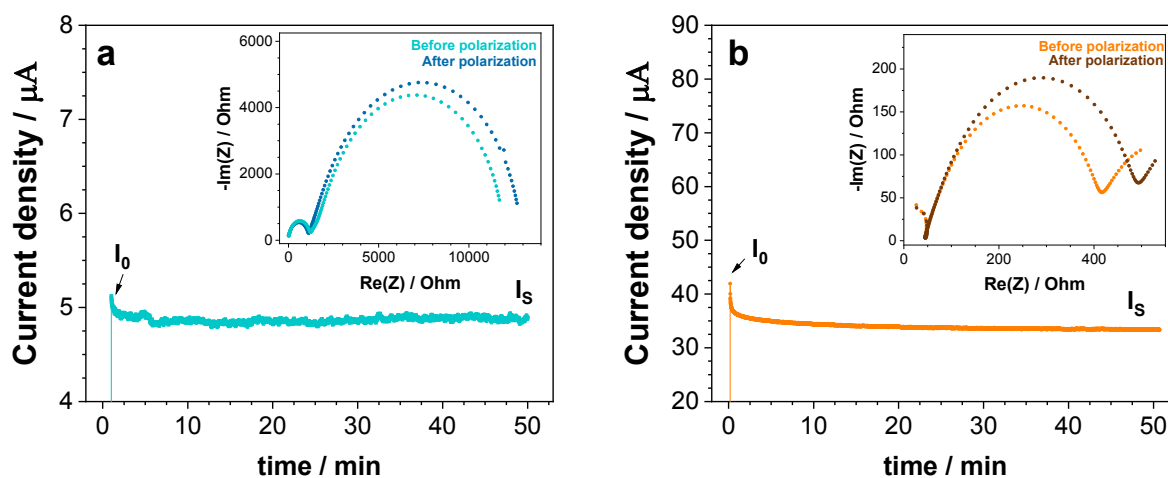 a
Current density / μA
8
7
6
5
4
0
10
20
30
40
50
time / min
I0
IS
Before polarization
After polarization
-Im(Z) / Ohm
6000
4000
2000
0
0
5000
10000
Re(Z) / Ohm
b
Current density / μA
90
80
70
60
50
40
30
20
0
10
20
30
40
50
time / min
I0
IS
Before polarization
After polarization
-Im(Z) / Ohm
200
150
100
50
0
0
200
400
Re(Z) / Ohm